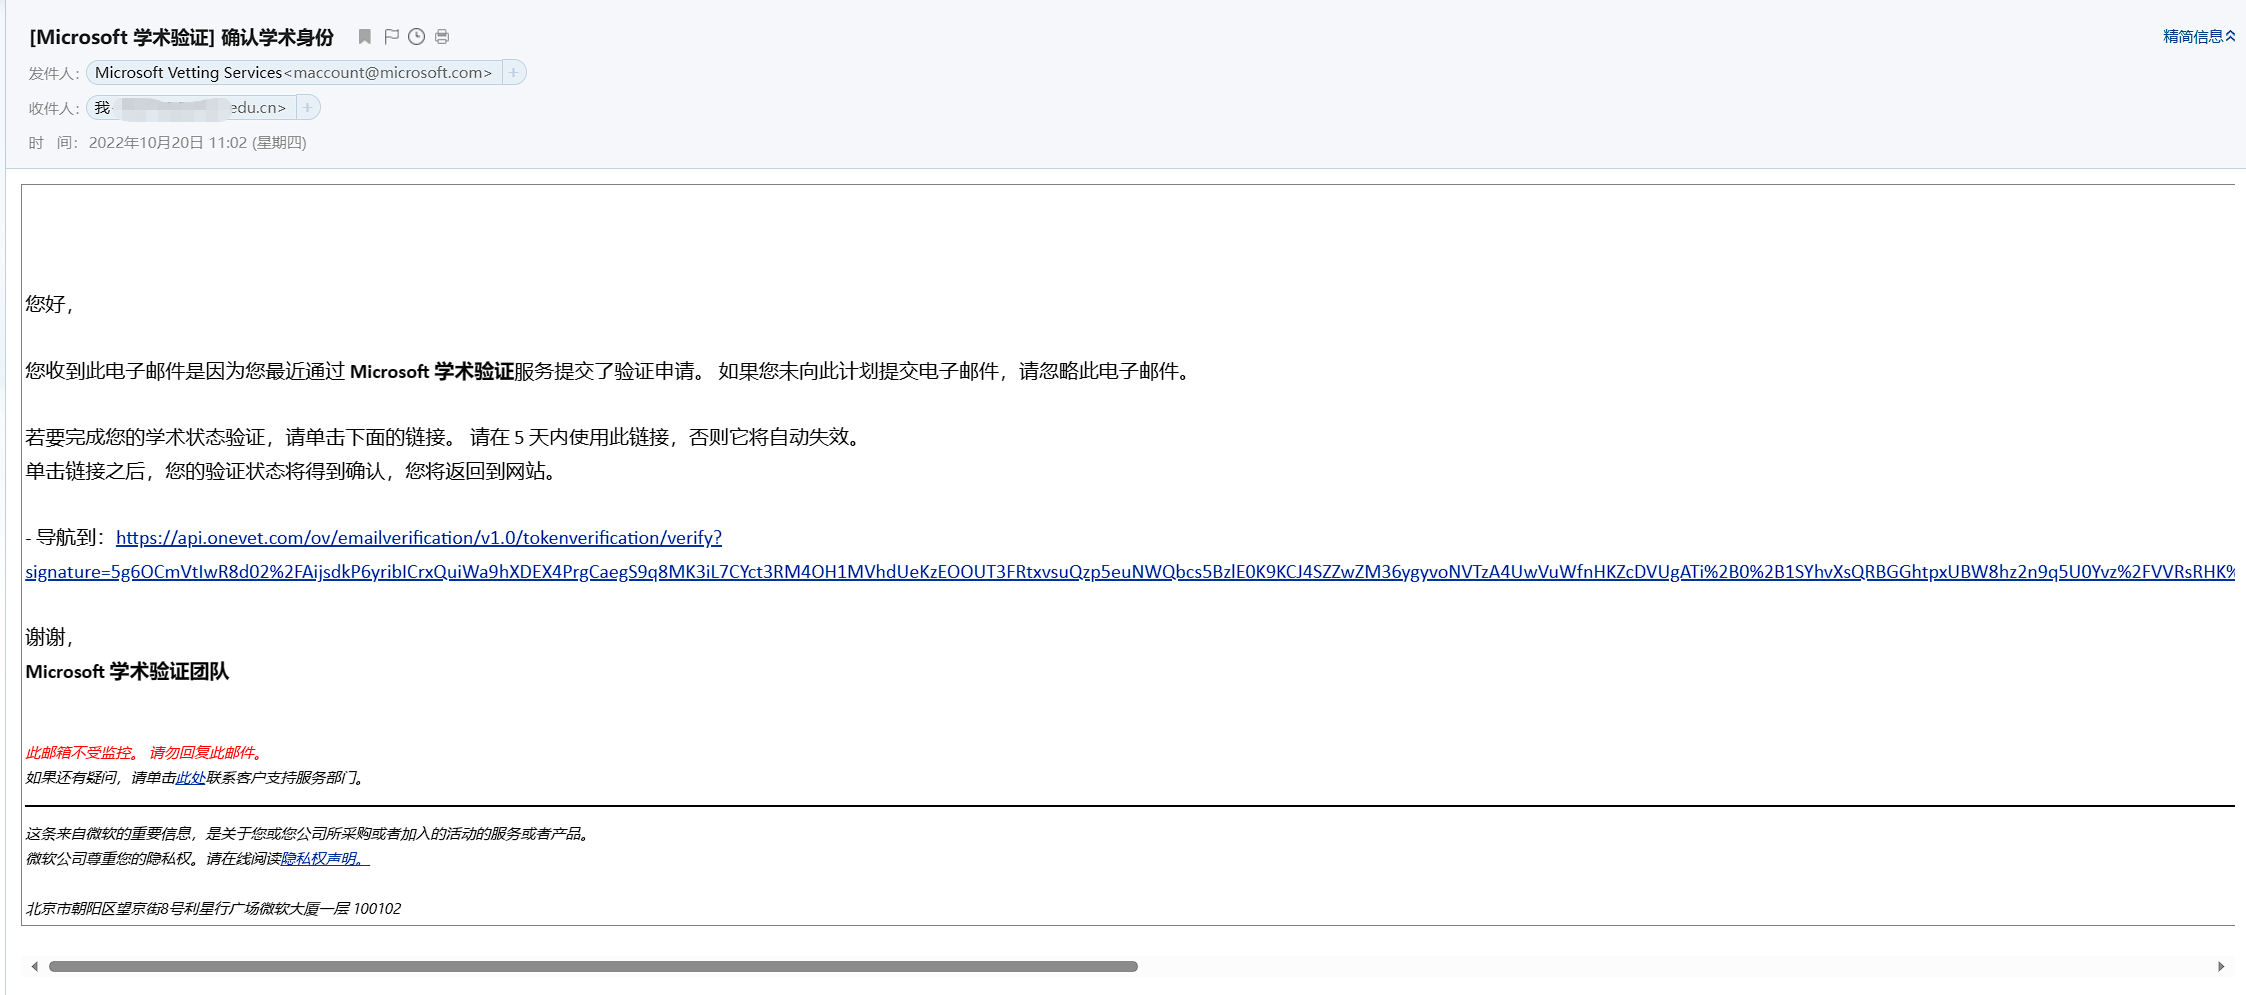 [Microsoft 学术验证] 确认学术身份
精简信息
发件人： Microsoft Vetting Services<maccount@microsoft.com>
收件人： 我 edu.cn>
时 间： 2022年10月20日 11:02 (星期四)
您好，
您收到此电子邮件是因为您最近通过 Microsoft 学术验证服务提交了验证申请。 如果您未向此计划提交电子邮件，请忽略此电子邮件。
若要完成您的学术状态验证，请单击下面的链接。 请在 5 天内使用此链接，否则它将自动失效。
单击链接之后，您的验证状态将得到确认，您将返回到网站。
- 导航到：https://api.onevet.com/ov/emailverification/v1.0/tokenverification/verify?
signature=5g6OCmVtIwR8d02%2FAijsdkP6yribICrxQuiWa9hXDEX4PrgCaegS9q8MK3iL7CYct3RM4OH1MVhdUeKzEOOUT3FRtxvsuQzp5euNWQbcs5BzlE0K9KCJ4SZZwZM36ygyvoNVTzA4UwVuWfnHKZcDVUgATi%2B0%2B1SYhvXsQRBGGhtpxUBW8hz2n9q5U0Yvz%2FVVRsRHK%
谢谢，
Microsoft 学术验证团队
此邮箱不受监控。 请勿回复此邮件。
如果还有疑问，请单击此处联系客户支持服务部门。
这条来自微软的重要信息，是关于您或您公司所采购或者加入的活动的服务或者产品。
微软公司尊重您的隐私权。请在线阅读隐私权声明。
北京市朝阳区望京街8号利星行广场微软大厦一层 100102